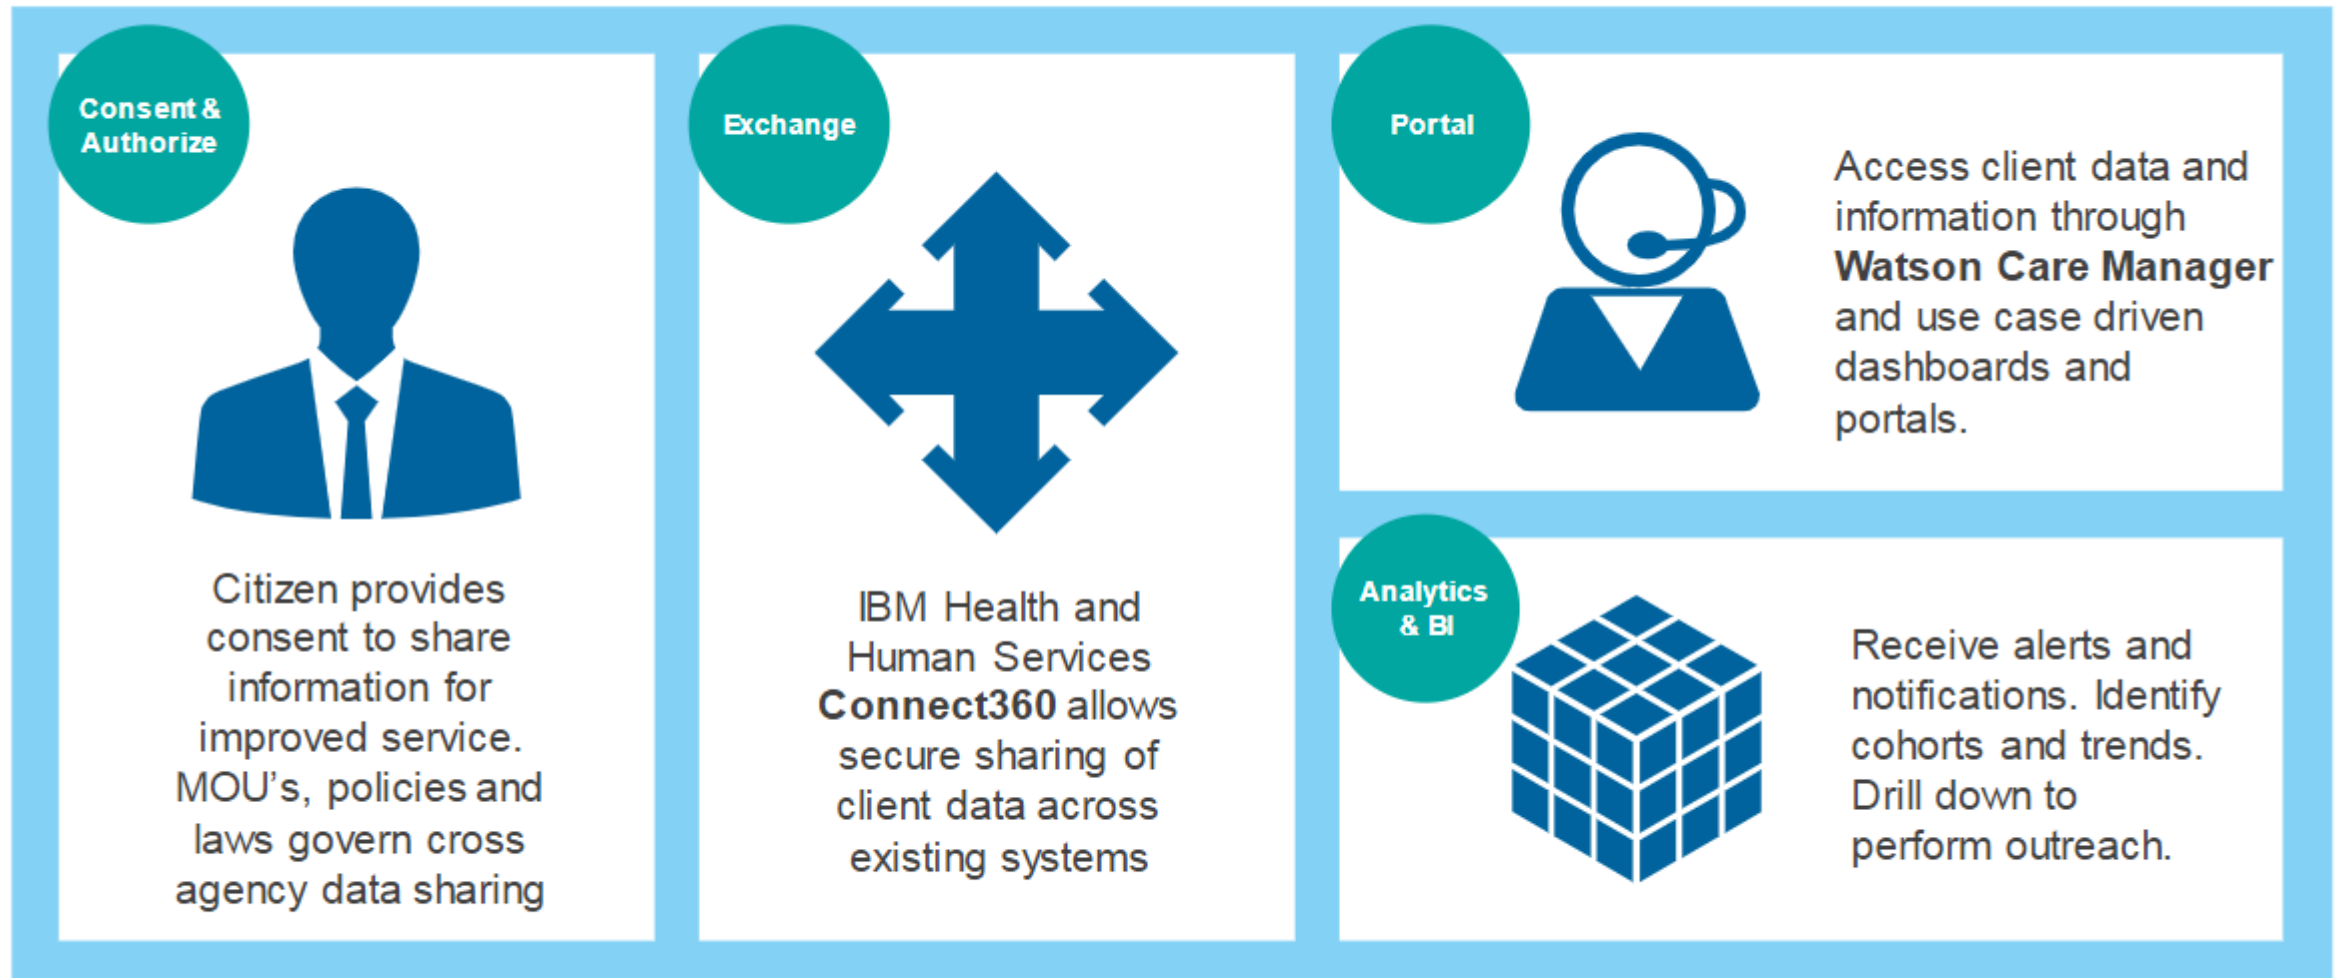 Consent &
Authorize
Citizen provides
consent to share
information for
improved service.
MOU's, policies and
laws govern cross
agency data sharing
Exchange
IBM Health and
Human Services
Connect360 allows
secure sharing of
client data across
existing systems
Portal
Access client data and
information through
Watson Care Manager
and use case driven
dashboards and
portals.
Analytics
& BI
Receive alerts and
notifications. Identify
cohorts and trends.
Drill down to
perform outreach.